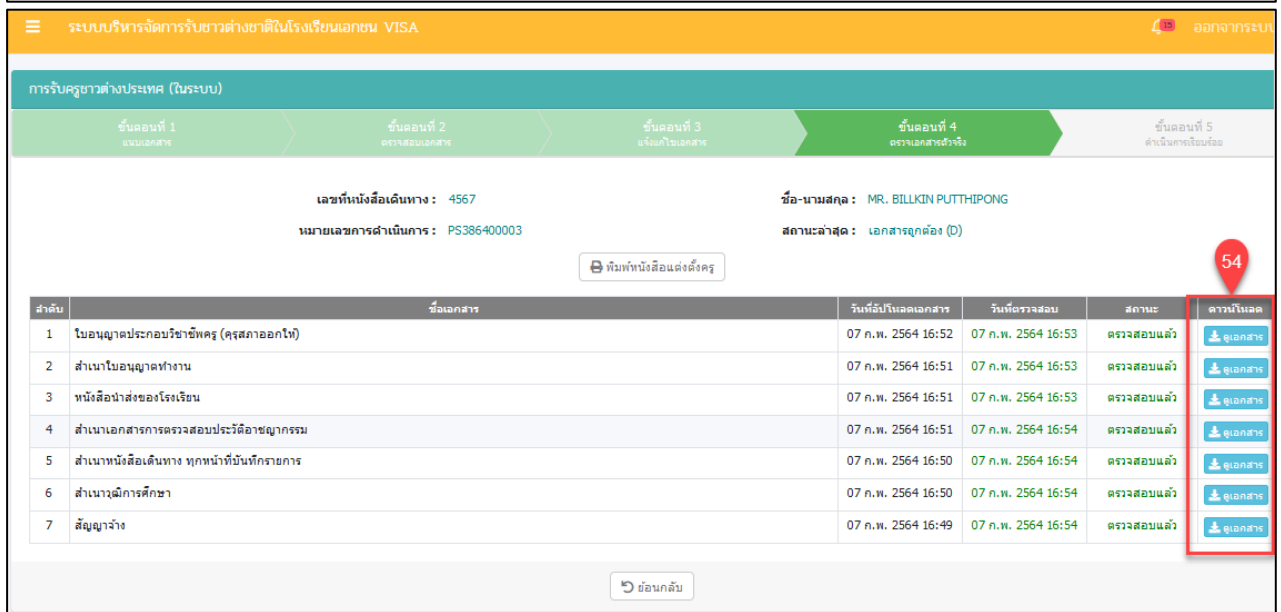 ระบบบริหารจัดการรับชาวต่างชาติในโรงเรียนเอกชน VISA 15 ออกจากระบบ
การรับครูชาวต่างประเทศ (ในระบบ)
ขั้นตอนที่ 1 ขั้นตอนที่ 2 ขั้นตอนที่ 3 ขั้นตอนที่ 4 ขั้นตอนที่ 5
แนบเอกสาร ตรวจสอบเอกสาร แจ้งแก้ไขเอกสาร ตรวจเอกสารตัวจริง ดำเนินการเรียบร้อย
เลขที่หนังสือเดินทาง : 4567 ชื่อ-นามสกุล : MR. BILLKIN PUTTHIPONG
หมายเลขการดำเนินการ : PS386400003 สถานะล่าสุด : เอกสารถูกต้อง (D)
พิมพ์หนังสือแต่งตั้งครู 54
ลำดับ ชื่อเอกสาร วันที่อัปโหลดเอกสาร วันที่ตรวจสอบ สถานะ ดาวน์โหลด
1 ใบอนุญาตประกอบวิชาชีพครู (คุรุสภาออกให้) 07 ก.พ. 2564 16:52 07 ก.พ. 2564 16:53 ตรวจสอบแล้ว ดูเอกสาร
2 สำเนาใบอนุญาตทำงาน 07 ก.พ. 2564 16:51 07 ก.พ. 2564 16:53 ตรวจสอบแล้ว ดูเอกสาร
3 หนังสือนำส่งของโรงเรียน 07 ก.พ. 2564 16:51 07 ก.พ. 2564 16:53 ตรวจสอบแล้ว ดูเอกสาร
4 สำเนาเอกสารการตรวจสอบประวัติอาชญากรรม 07 ก.พ. 2564 16:51 07 ก.พ. 2564 16:54 ตรวจสอบแล้ว ดูเอกสาร
5 สำเนาหนังสือเดินทาง ทุกหน้าที่บันทึกรายการ 07 ก.พ. 2564 16:50 07 ก.พ. 2564 16:54 ตรวจสอบแล้ว ดูเอกสาร
6 สำเนาวุฒิการศึกษา 07 ก.พ. 2564 16:50 07 ก.พ. 2564 16:54 ตรวจสอบแล้ว ดูเอกสาร
7 สัญญาจ้าง 07 ก.พ. 2564 16:49 07 ก.พ. 2564 16:54 ตรวจสอบแล้ว ดูเอกสาร
ย้อนกลับ